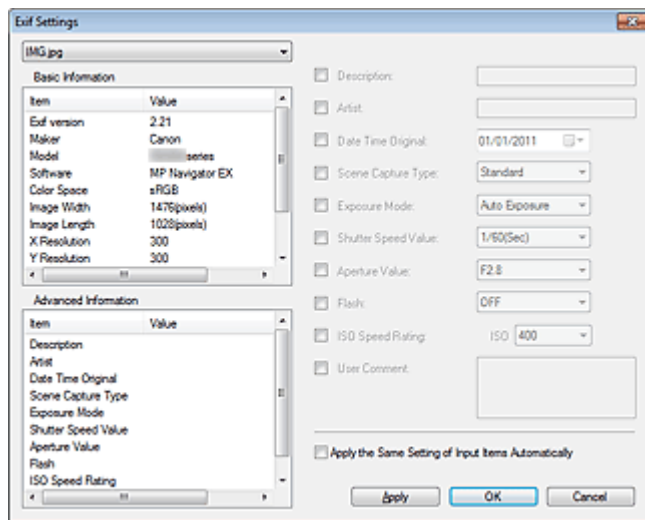 Exif Settings
IMG.jpg
Basic Information
Item Value
Exif version 2.21
Maker Canon
Model series
Software MP Navigator EX
Color Space sRGB
Image Width 1476(pixels)
Image Length 1028(pixels)
X Resolution 300
Y Resolution 300
Advanced Information
Item Value
Description
Artist
Date Time Original
Scene Capture Type
Exposure Mode
Shutter Speed Value
Aperture Value
Flash
ISO Speed Rating
Description:
Artist:
Date Time Original: 01/01/2011
Scene Capture Type: Standard
Exposure Mode: Auto Exposure
Shutter Speed Value: 1/60(Sec)
Aperture Value: F2.8
Flash: OFF
ISO Speed Rating: ISO 400
User Comment:
Apply the Same Setting of Input Items Automatically
Apply OK Cancel